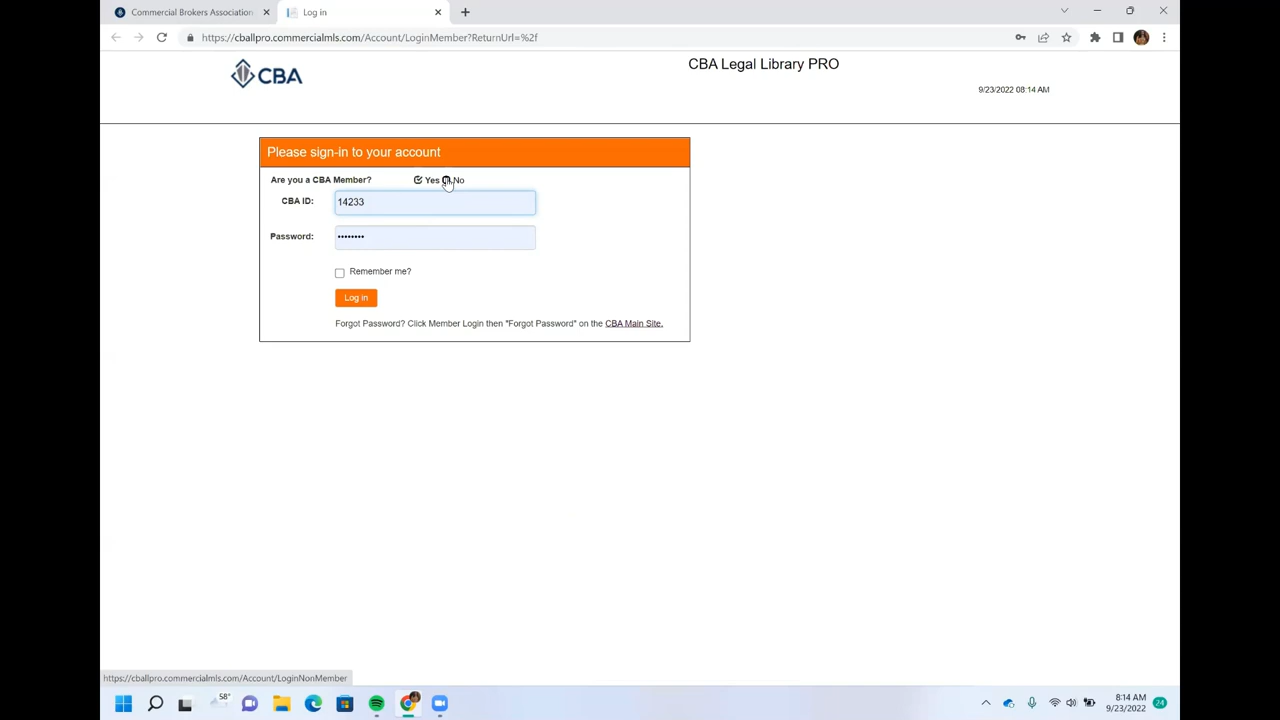 Commercial Brokers Association
Log in
https://cballpro.commercialmls.com/Account/LoginMember?ReturnUrl=%2f
CBA
CBA Legal Library PRO
9/23/2022 08:14 AM
Please sign-in to your account
Are you a CBA Member? Yes No
CBA ID: 14233
Password: ••••••••
Remember me?
Log in
Forgot Password? Click Member Login then "Forgot Password" on the CBA Main Site.
https://cballpro.commercialmls.com/Account/LoginNonMember
58°
8:14 AM
9/23/2022
24